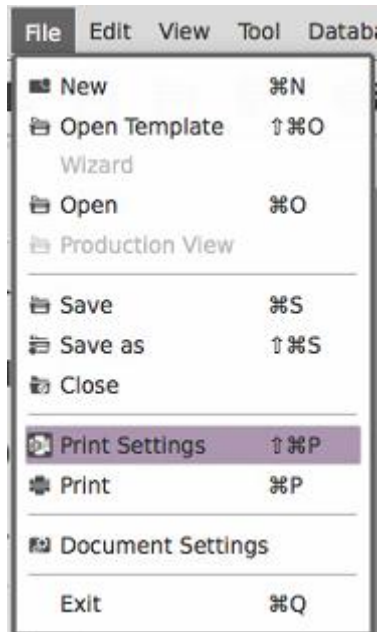 File Edit View Tool Datab
New ⌘N
Open Template ⇧⌘O
Wizard
Open ⌘O
Production View
Save ⌘S
Save as ⇧⌘S
Close
Print Settings ⇧⌘P
Print ⌘P
Document Settings
Exit ⌘Q